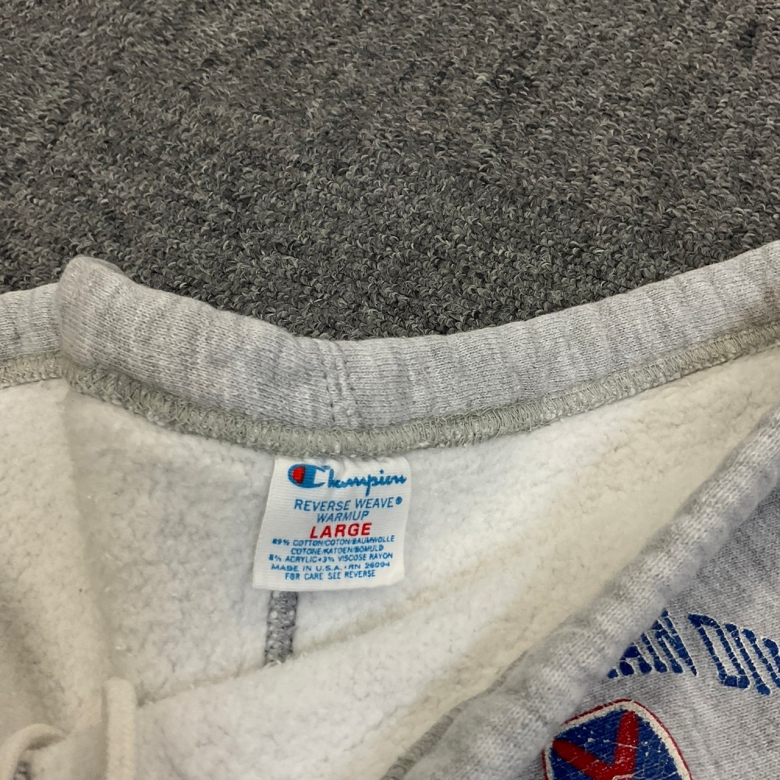 Champion
REVERSE WEAVE®
WARMUP
LARGE
89% COTTON/COTON/BAUMWOLLE
COTONE/KATOEN/BOMULD
8% ACRYLIC•3% VISCOSE RAYON
MADE IN U.S.A.•RN 26094
FOR CARE SEE REVERSE